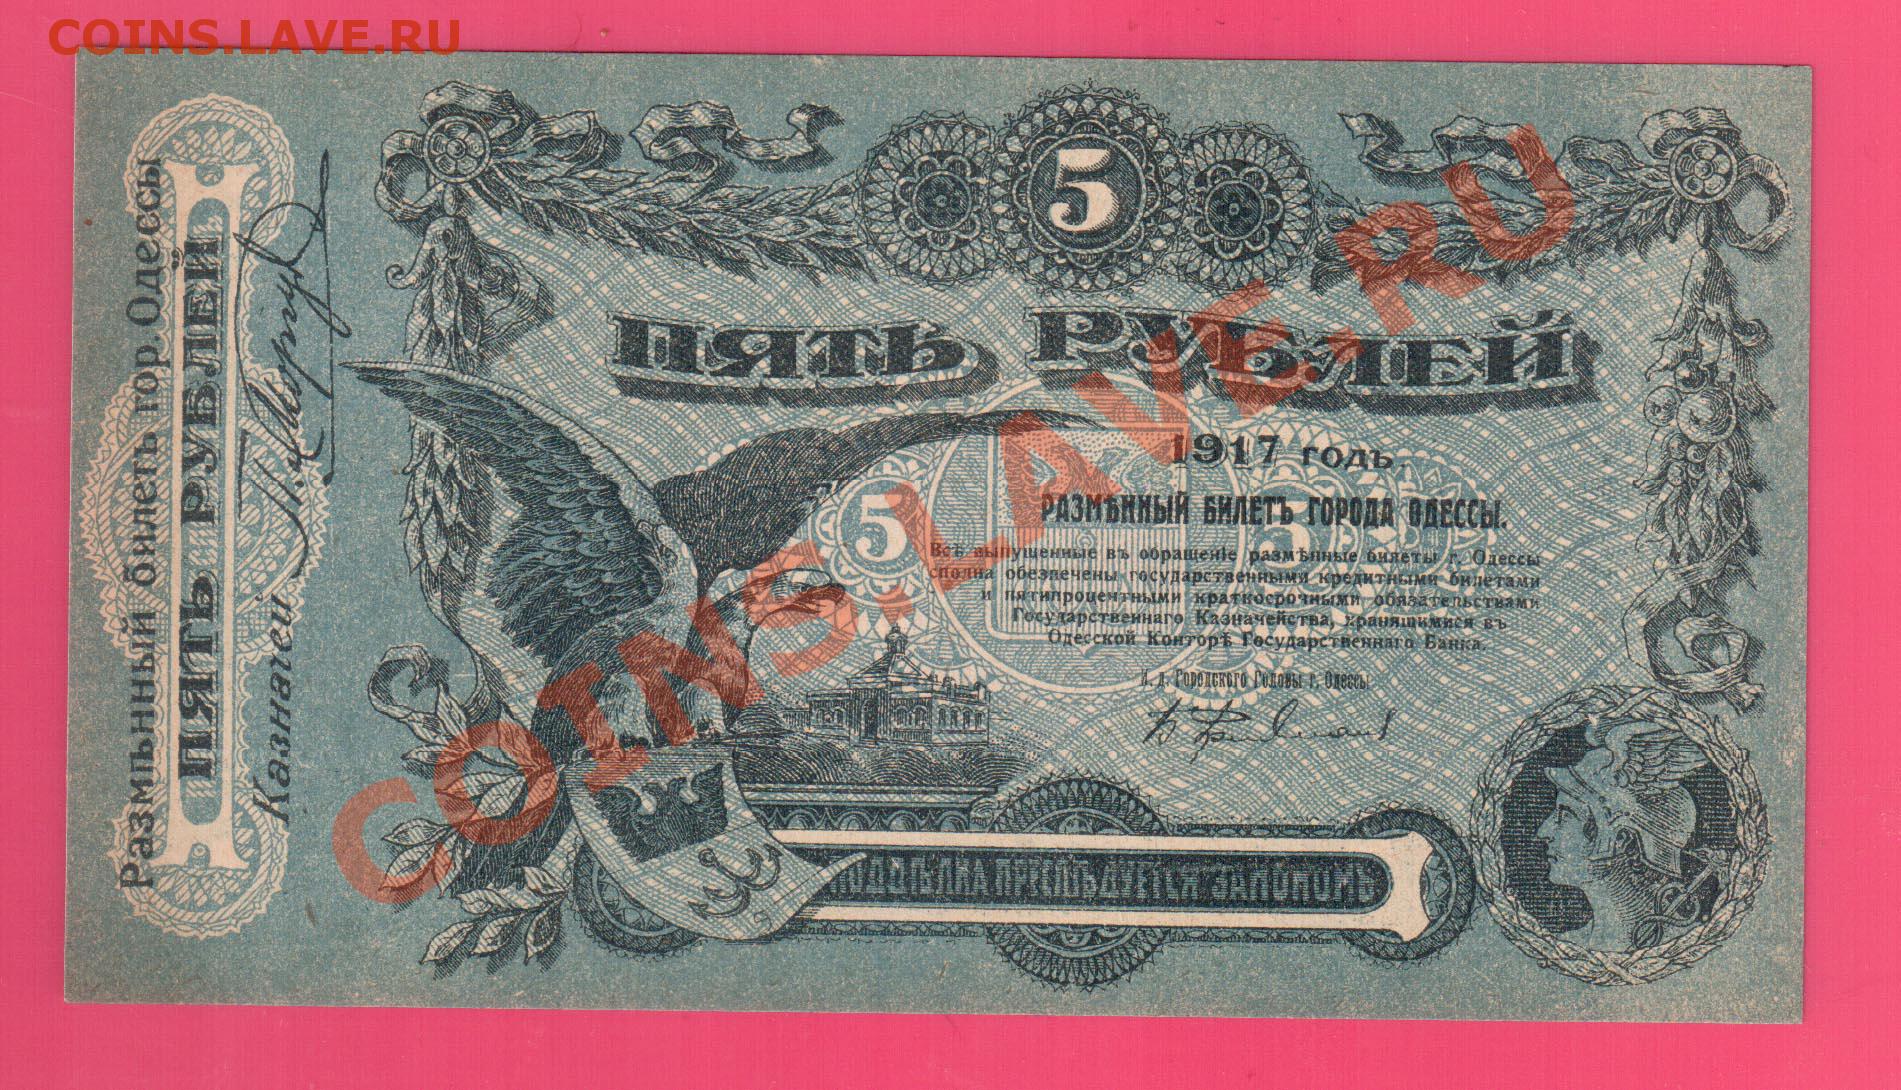 COINS.LAVE.RU
Размѣнный билетъ гор. Одессы
ПЯТЬ РУБЛЕЙ
Казначей
5
ПЯТЬ РУБЛЕЙ
1917 годъ.
РАЗМѢННЫЙ БИЛЕТЪ ГОРОДА ОДЕССЫ.
5
5
Всѣ выпущенные въ обращеніе размѣнные билеты г. Одессы
сполна обезпечены государственными кредитными билетами
и пятипроцентными краткосрочными обязательствами
Государственнаго Казначейства, хранящимися въ
Одесской Конторѣ Государственнаго Банка.
И. д. Городского Головы г. Одессы
ПОДДѢЛКА ПРЕСЛѢДУЕТСЯ ЗАКОНОМЪ
COINS.LAVE.RU